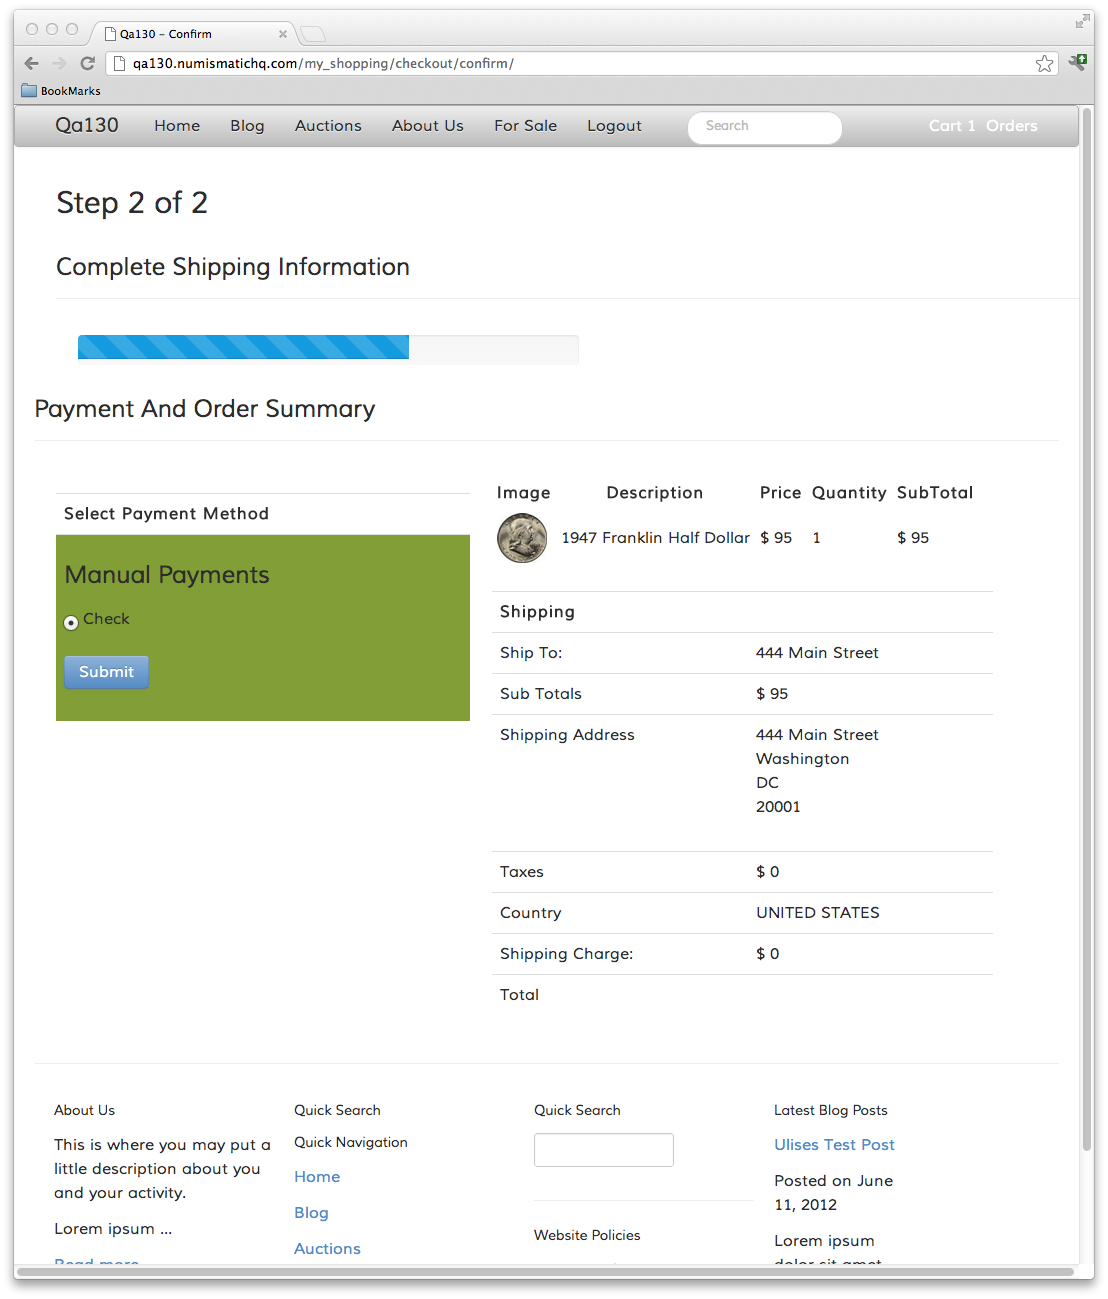 Qa130 – Confirm
qa130.numismatichq.com/my_shopping/checkout/confirm/
BookMarks
Qa130 Home Blog Auctions About Us For Sale Logout Search Cart 1 Orders
Step 2 of 2
Complete Shipping Information
Payment And Order Summary
Select Payment Method
Manual Payments
Check
Submit
Image Description Price Quantity SubTotal
1947 Franklin Half Dollar $ 95 1 $ 95
Shipping
Ship To: 444 Main Street
Sub Totals $ 95
Shipping Address 444 Main Street
Washington
DC
20001
Taxes $ 0
Country UNITED STATES
Shipping Charge: $ 0
Total
About Us
This is where you may put a
little description about you
and your activity.
Lorem ipsum ...
Read more
Quick Search
Quick Navigation
Home
Blog
Auctions
Quick Search
Website Policies
Latest Blog Posts
Ulises Test Post
Posted on June
11, 2012
Lorem ipsum
dolor sit amet